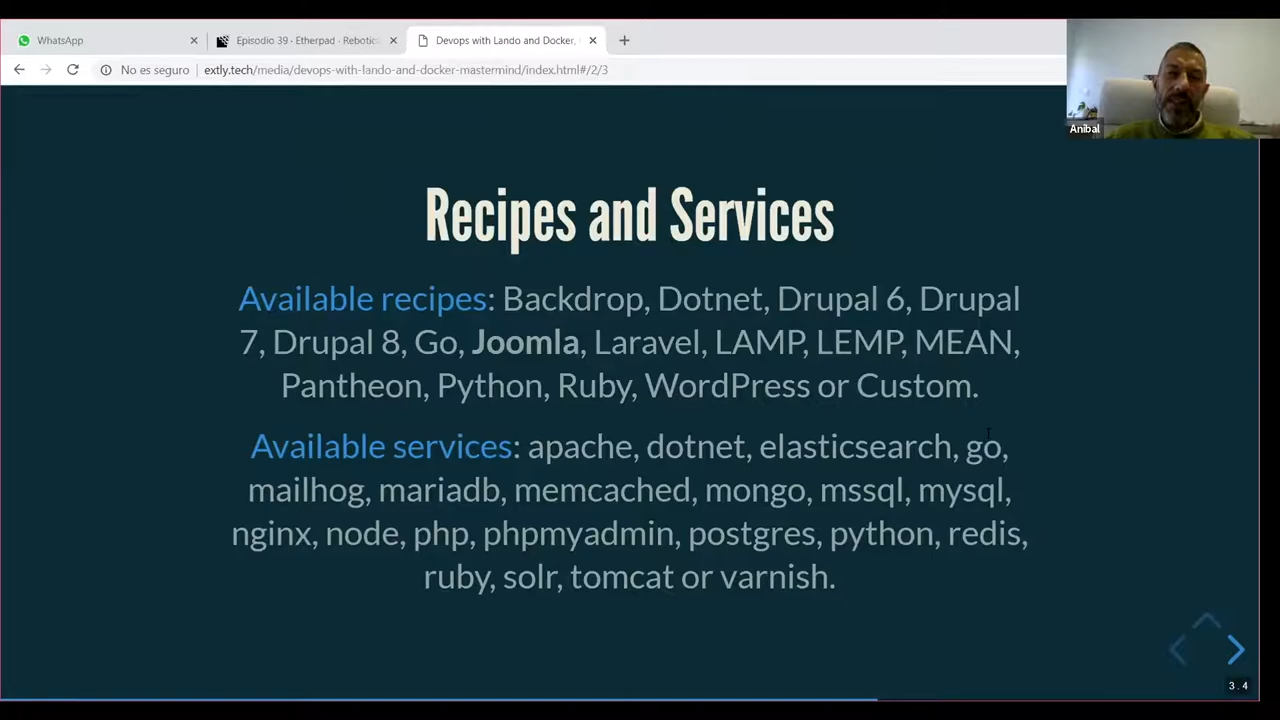 WhatsApp
Episodio 39 - Etherpad - Robotic
Devops with Lando and Docker,
No es seguro
extly.tech/media/devops-with-lando-and-docker-mastermind/index.html#/2/3
Anibal
Recipes and Services
Available recipes: Backdrop, Dotnet, Drupal 6, Drupal
7, Drupal 8, Go, Joomla, Laravel, LAMP, LEMP, MEAN,
Pantheon, Python, Ruby, WordPress or Custom.
Available services: apache, dotnet, elasticsearch, go,
mailhog, mariadb, memcached, mongo, mssql, mysql,
nginx, node, php, phpmyadmin, postgres, python, redis,
ruby, solr, tomcat or varnish.
3.4